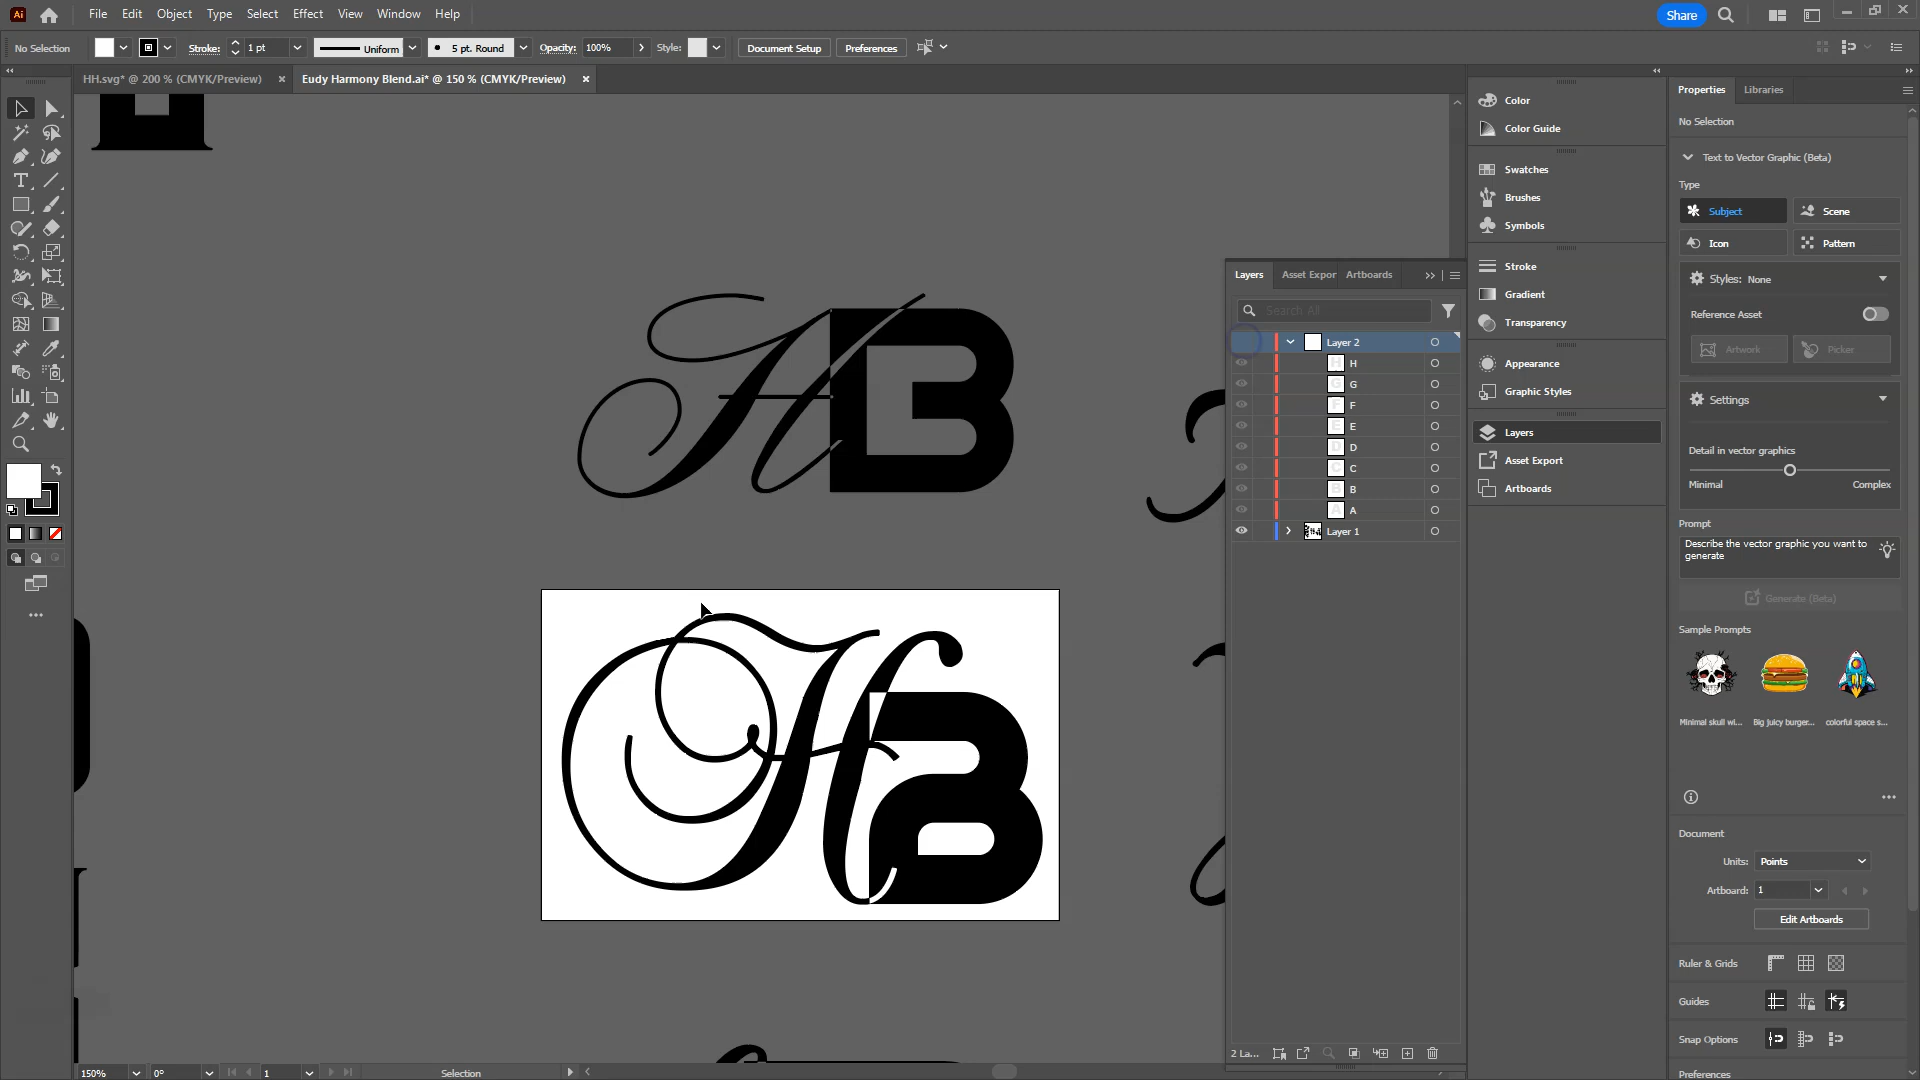 Ai File Edit Object Type Select Effect View Window Help Share
No Selection Stroke: 1 pt Uniform 5 pt. Round Opacity: 100% Style: Document Setup Preferences
HH.svg* @ 200 % (CMYK/Preview) Eudy Harmony Blend.ai* @ 150 % (CMYK/Preview)
Properties Libraries
No Selection
Text to Vector Graphic (Beta)
Type
Subject Scene
Icon Pattern
Styles: None
Reference Asset
Artwork Picker
Settings
Detail in vector graphics
Minimal Complex
Prompt
Describe the vector graphic you want to
generate
Generate (Beta)
Sample Prompts
Minimal skull wi... Big juicy burger... colorful space s...
Document
Units: Points
Artboard: 1
Edit Artboards
Ruler & Grids
Guides
Snap Options
Preferences
Color
Color Guide
Swatches
Brushes
Symbols
Stroke
Gradient
Transparency
Appearance
Graphic Styles
Layers
Asset Export
Artboards
Layers Asset Expor Artboards
Search All
Layer 2
H H
G G
F F
E E
D D
C C
B B
A A
Layer 1
2 La...
HB
HB
150% 0° 1 Selection